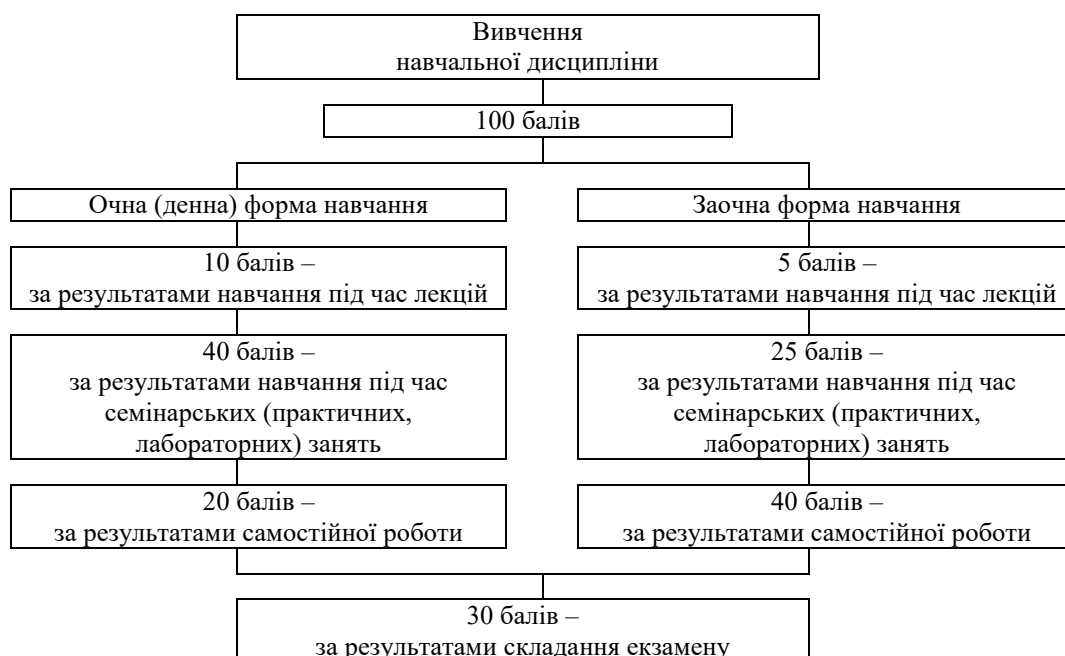 Вивчення
навчальної дисципліни
100 балів
Очна (денна) форма навчання
Заочна форма навчання
10 балів –
за результатами навчання під час лекцій
5 балів –
за результатами навчання під час лекцій
40 балів –
за результатами навчання під час
семінарських (практичних,
лабораторних) занять
25 балів –
за результатами навчання під час
семінарських (практичних,
лабораторних) занять
20 балів –
за результатами самостійної роботи
40 балів –
за результатами самостійної роботи
30 балів –
за результатами складання екзамену